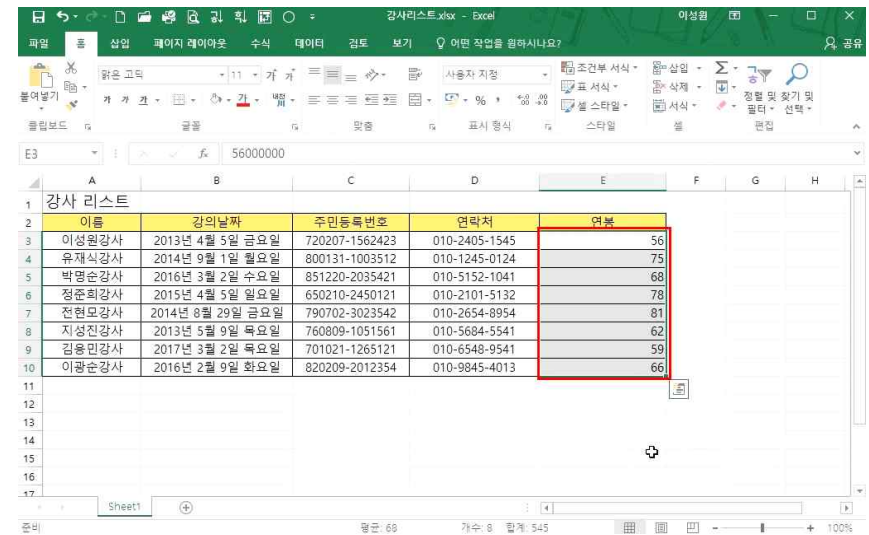 강사리스트.xlsx - Excel 이성원
파일 홈 삽입 페이지 레이아웃 수식 데이터 검토 보기 어떤 작업을 원하시나요? 공유
맑은 고딕 11 가 가 사용자 지정 조건부 서식 삽입
표 서식 삭제
붙여넣기 가 가 가 가 내천 % , 셀 스타일 서식 정렬 및 필터 찾기 및 선택
클립보드 글꼴 맞춤 표시 형식 스타일 셀 편집
E3 fx 56000000
A B C D E F G H
1 강사 리스트
2 이름 강의날짜 주민등록번호 연락처 연봉
3 이성원강사 2013년 4월 5일 금요일 720207-1562423 010-2405-1545 56
4 유재식강사 2014년 9월 1일 월요일 800131-1003512 010-1245-0124 75
5 박명순강사 2016년 3월 2일 수요일 851220-2035421 010-5152-1041 68
6 정준희강사 2015년 4월 5일 일요일 650210-2450121 010-2101-5132 78
7 전현모강사 2014년 8월 29일 금요일 790702-3023542 010-2654-8954 81
8 지성진강사 2013년 5월 9일 목요일 760809-1051561 010-5684-5541 62
9 김용민강사 2017년 3월 2일 목요일 701021-1265121 010-6548-9541 59
10 이광순강사 2016년 2월 9일 화요일 820209-2012354 010-9845-4013 66
11
12
13
14
15
16
17
Sheet1
준비 평균: 68 개수: 8 합계: 545 100%